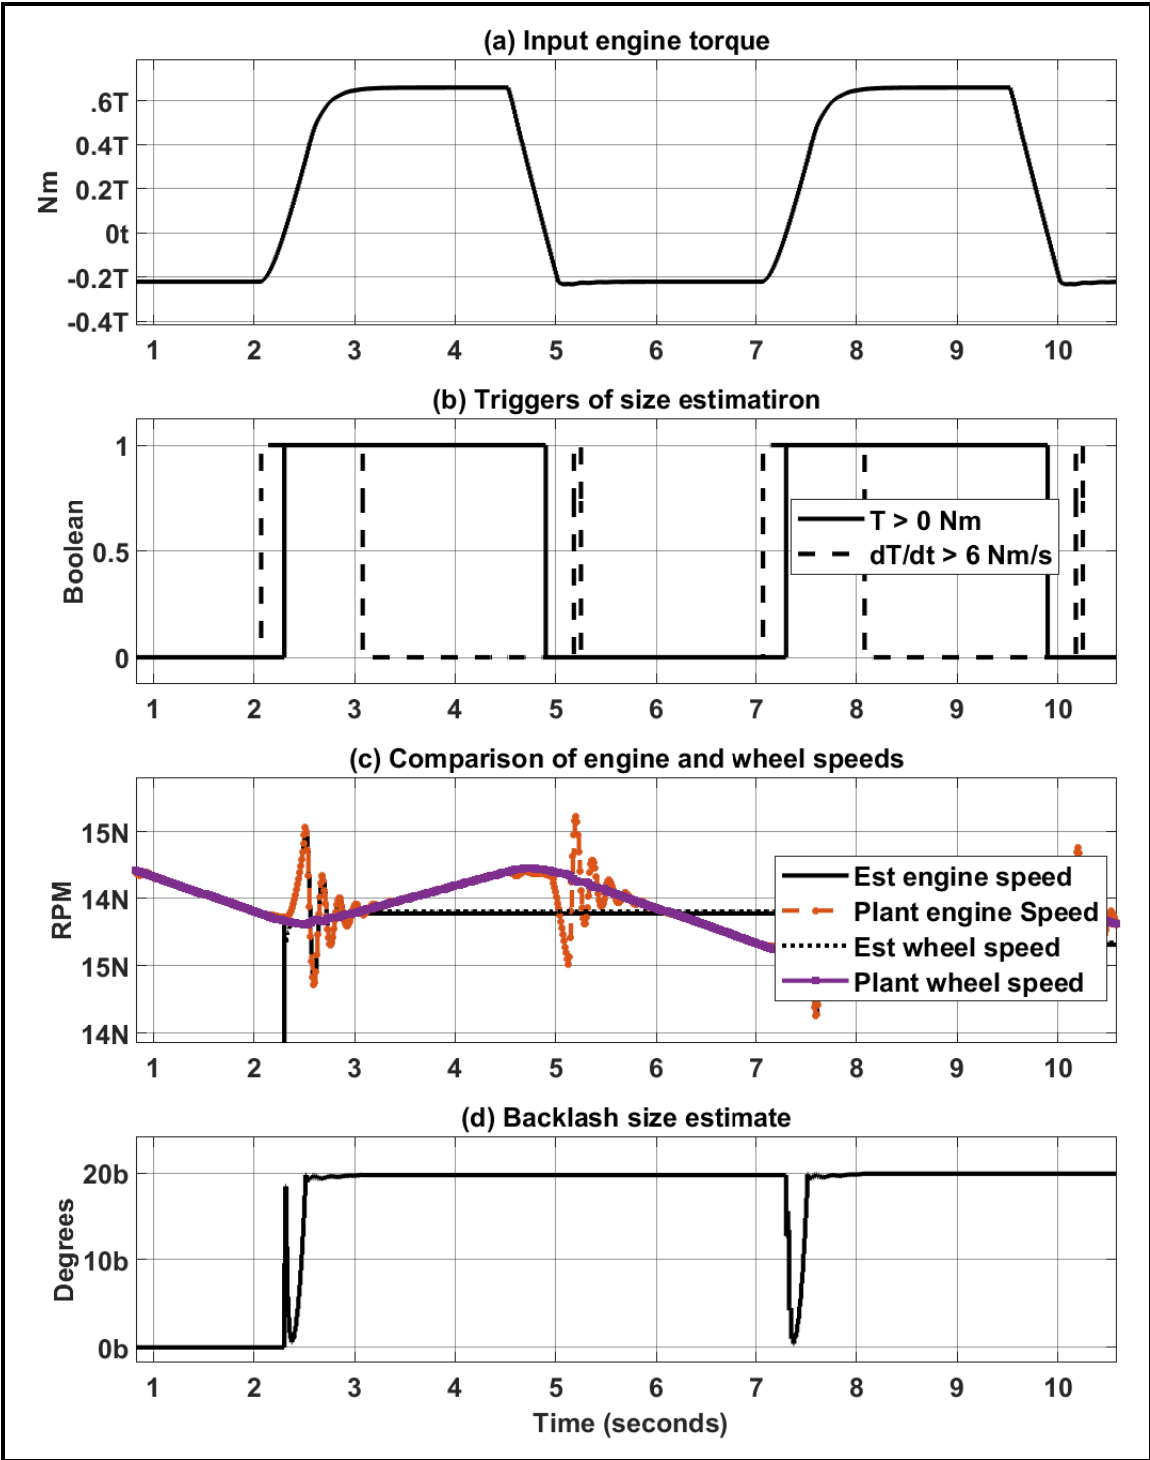 (a) Input engine torque
Nm
.6T
0.4T
0.2T
0t
-0.2T
-0.4T
1 2 3 4 5 6 7 8 9 10
(b) Triggers of size estimatiron
Boolean
1
0.5
0
T > 0 Nm
dT/dt > 6 Nm/s
1 2 3 4 5 6 7 8 9 10
(c) Comparison of engine and wheel speeds
RPM
15N
14N
15N
14N
Est engine speed
Plant engine Speed
Est wheel speed
Plant wheel speed
1 2 3 4 5 6 7 8 9 10
(d) Backlash size estimate
Degrees
20b
10b
0b
1 2 3 4 5 6 7 8 9 10
Time (seconds)